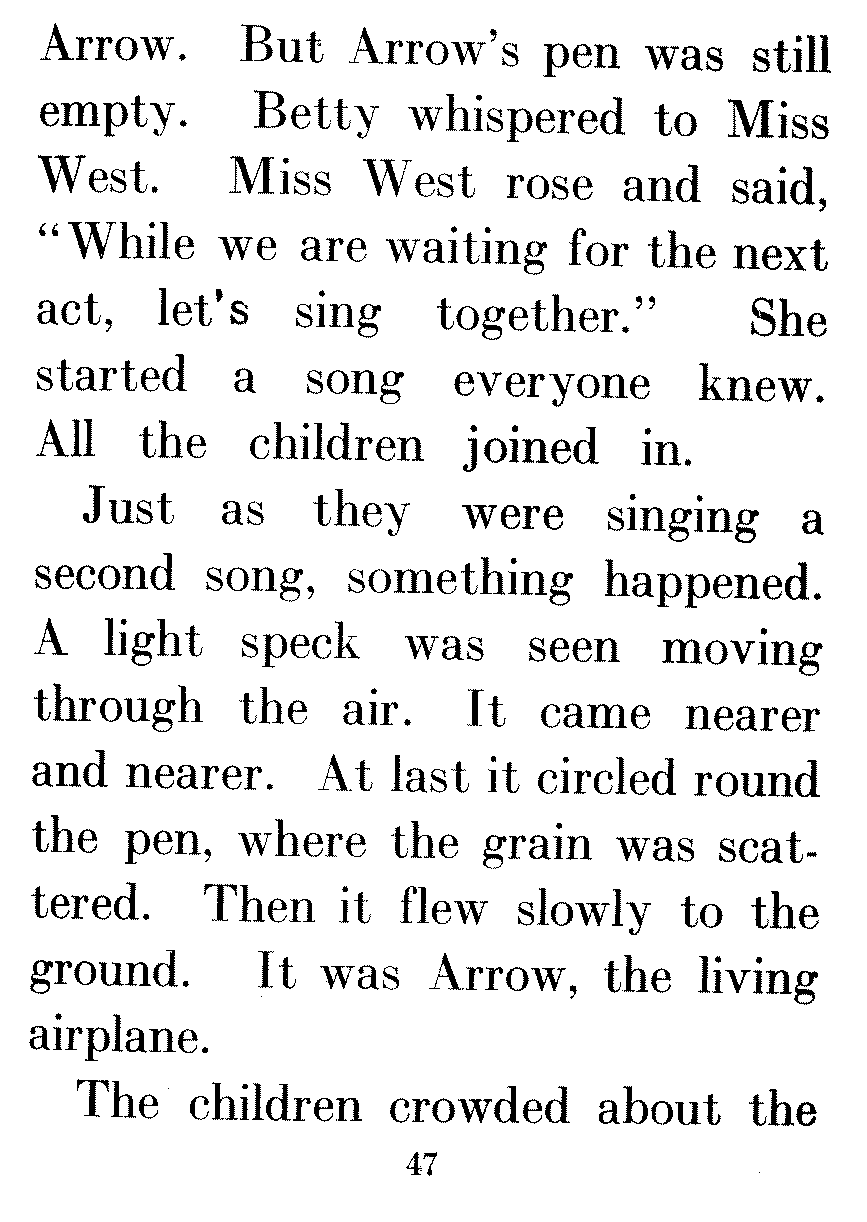 Arrow. But Arrow's pen was still
empty. Betty whispered to Miss
West. Miss West rose and said,
“While we are waiting for the next
act, let's sing together.” She
started a song everyone knew.
All the children joined in.
Just as they were singing a
second song, something happened.
A light speck was seen moving
through the air. It came nearer
and nearer. At last it circled round
the pen, where the grain was scat-
tered. Then it flew slowly to the
ground. It was Arrow, the living
airplane.
The children crowded about the
47